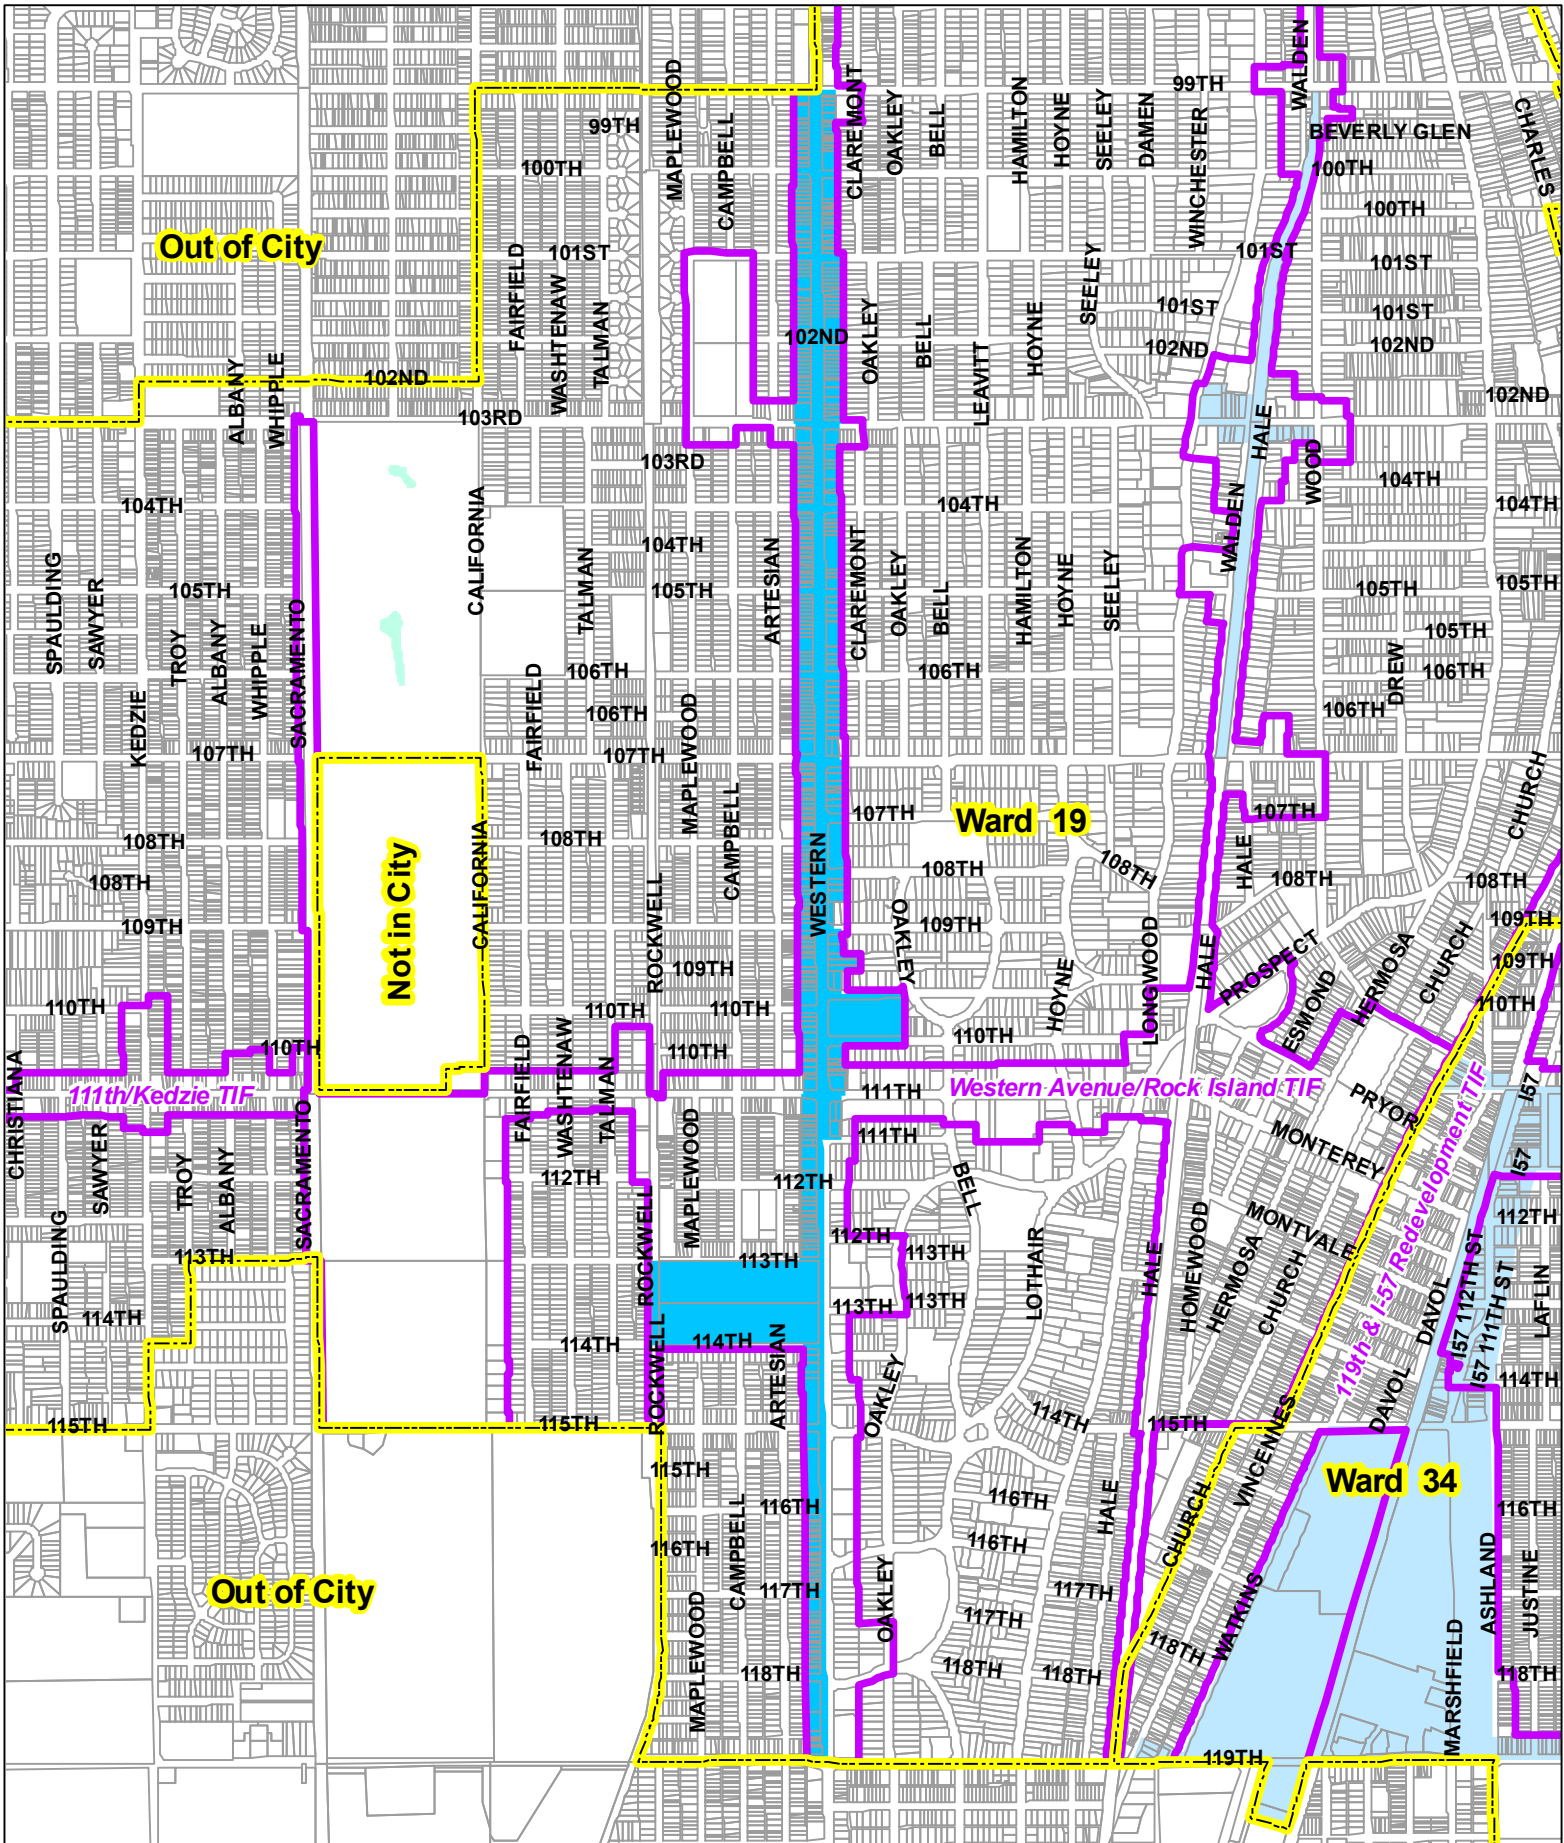 WALDEN
99TH
CLAREMONT
MAPLEWOOD
OAKLEY
BELL
HAMILTON
HOYNE
SEELEY
DAMEN
WINCHESTER
CHARLES
99TH
CAMPBELL
BEVERLY GLEN
100TH
100TH
100TH
Out of City
101ST
101ST
101ST
SEELEY
FAIRFIELD
WASHTENAW
TALMAN
102ND
OAKLEY
BELL
LEAVITT
HOYNE
101ST
101ST
102ND
102ND
ALBANY
WHIPPLE
102ND
102ND
103RD
HALE
WOOD
103RD
104TH
CALIFORNIA
104TH
WALDEN
104TH
104TH
104TH
SPAULDING
SAWYER
105TH
TALMAN
105TH
ARTESIAN
CLAREMONT
OAKLEY
BELL
HAMILTON
HOYNE
SEELEY
105TH
105TH
TROY
ALBANY
WHIPPLE
SACRAMENTO
105TH
106TH
106TH
DREW
106TH
KEDZIE
FAIRFIELD
106TH
MAPLEWOOD
106TH
107TH
107TH
CHURCH
107TH
Ward 19
107TH
108TH
Not in City
CALIFORNIA
108TH
CAMPBELL
WESTERN
108TH
108TH
HALE
108TH
108TH
108TH
109TH
ROCKWELL
OAKLEY
109TH
LONGWOOD
HALE
PROSPECT
HERMOSA
CHURCH
109TH
109TH
109TH
110TH
110TH
110TH
HOYNE
110TH
ESMOND
110TH
110TH
FAIRFIELD
WASHTENAW
TALMAN
110TH
CHRISTIANA
111th/Kedzie TIF
111TH
Western Avenue/Rock Island TIF
PRYOR
I57
SACRAMENTO
MAPLEWOOD
111TH
MONTEREY
119th & I-57 Redevelopment TIF
SAWYER
TROY
ALBANY
112TH
112TH
BELL
I57
SPAULDING
ROCKWELL
112TH
LOTHAIR
HALE
HOMEWOOD
HERMOSA
MONTVALE
CHURCH
112TH
113TH
113TH
113TH
113TH
113TH
114TH
114TH
114TH
DAVOL
I57 112TH ST
I57 111TH ST
LAFLIN
ROCKWELL
ARTESIAN
OAKLEY
114TH
DAVOL
114TH
115TH
115TH
115TH
VINCENNES
115TH
Ward 34
CAMPBELL
116TH
116TH
HALE
CHURCH
116TH
116TH
116TH
ASHLAND
JUSTINE
Out of City
117TH
OAKLEY
117TH
117TH
WATKINS
MAPLEWOOD
118TH
118TH
118TH
118TH
MARSHFIELD
118TH
119TH